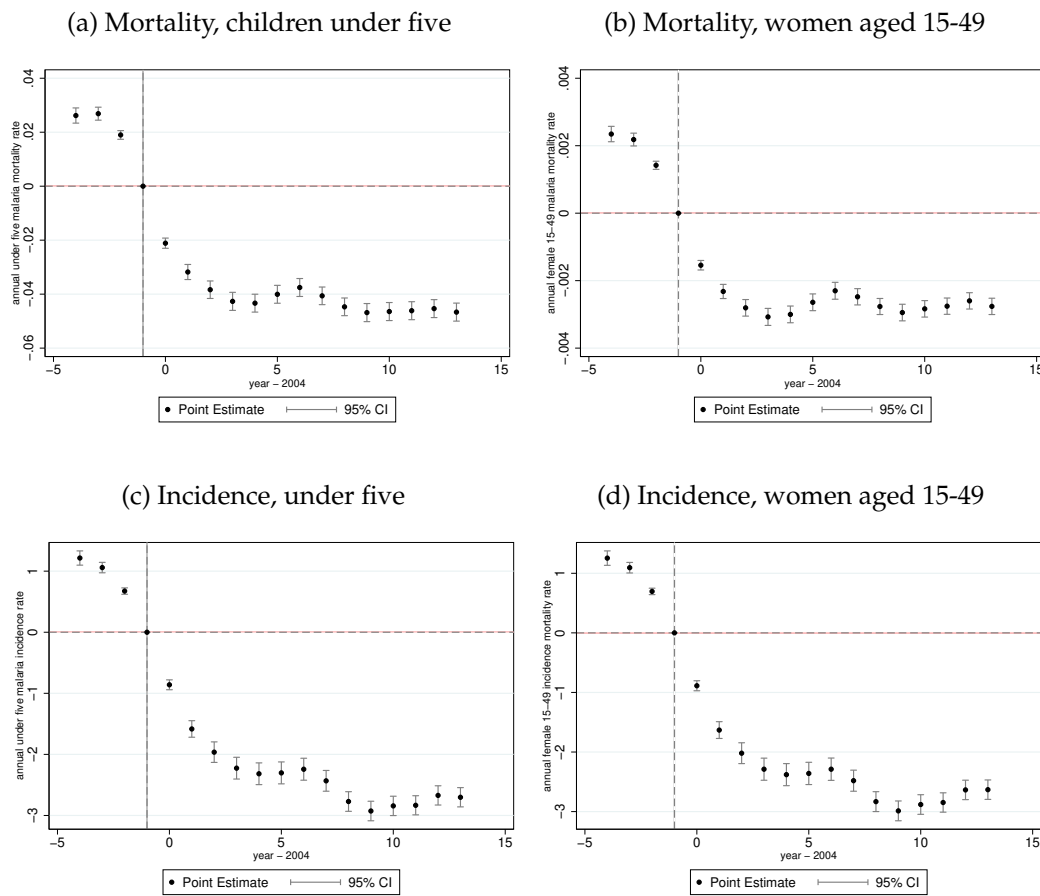 (a) Mortality, children under five
(b) Mortality, women aged 15-49
annual under five malaria mortality rate
.04
.02
0
-.02
-.04
-.06
−5 0 5 10 15
year − 2004
Point Estimate 95% CI
annual female 15−49 malaria mortality rate
.004
.002
0
-.002
-.004
−5 0 5 10 15
year − 2004
Point Estimate 95% CI
(c) Incidence, under five
(d) Incidence, women aged 15-49
annual under five malaria incidence rate
1
0
-1
-2
-3
−5 0 5 10 15
year − 2004
Point Estimate 95% CI
annual female 15−49 incidence mortality rate
1
0
-1
-2
-3
−5 0 5 10 15
year − 2004
Point Estimate 95% CI